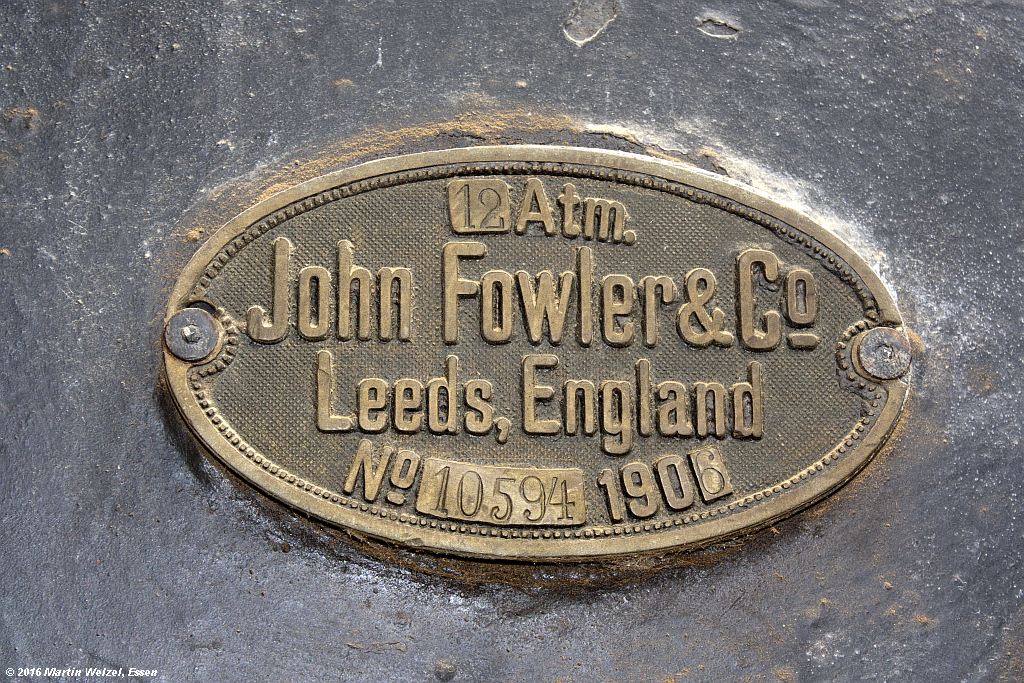 12 Atm.
John Fowler & Co
Leeds, England
No 10594 1906
© 2016 Martin Welzel, Essen